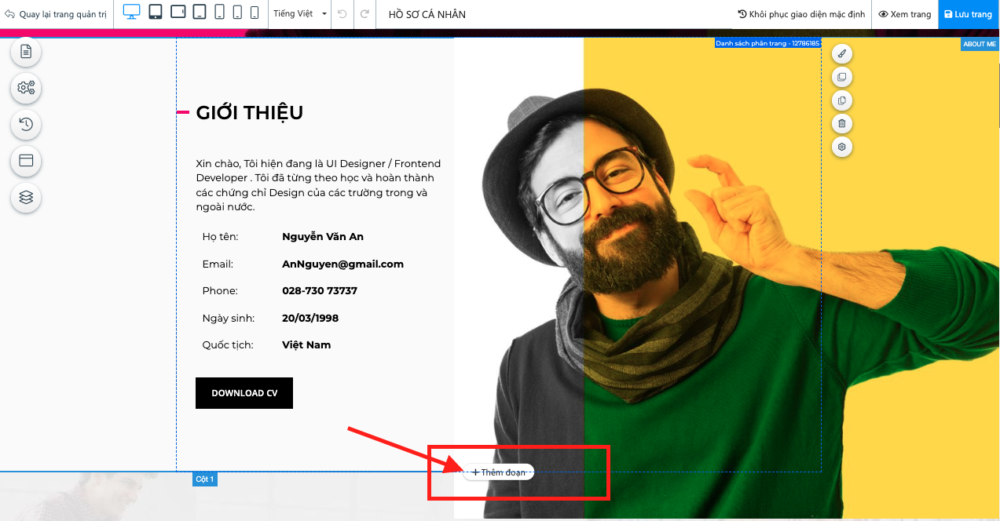 Quay lại trang quản trị
Tiếng Việt
HỒ SƠ CÁ NHÂN
Khôi phục giao diện mặc định
Xem trang
Lưu trang
Danh sách phân trang - 12786185
ABOUT ME
GIỚI THIỆU
Xin chào, Tôi hiện đang là UI Designer / Frontend
Developer . Tôi đã từng theo học và hoàn thành
các chứng chỉ Design của các trường trong và
ngoài nước.
Họ tên: Nguyễn Văn An
Email: AnNguyen@gmail.com
Phone: 028-730 73737
Ngày sinh: 20/03/1998
Quốc tịch: Việt Nam
DOWNLOAD CV
+ Thêm đoạn
Cột 1